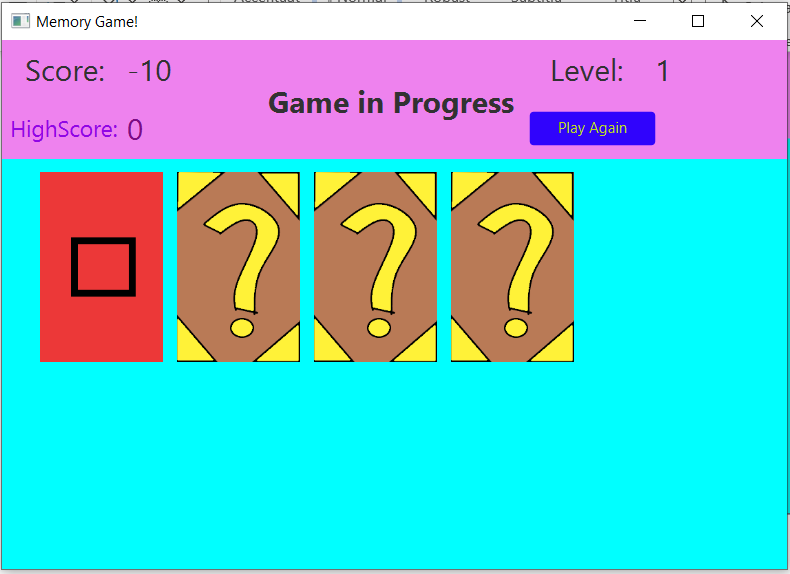 Memory Game!
Score: -10
Level: 1
Game in Progress
HighScore: 0
Play Again
? ? ?